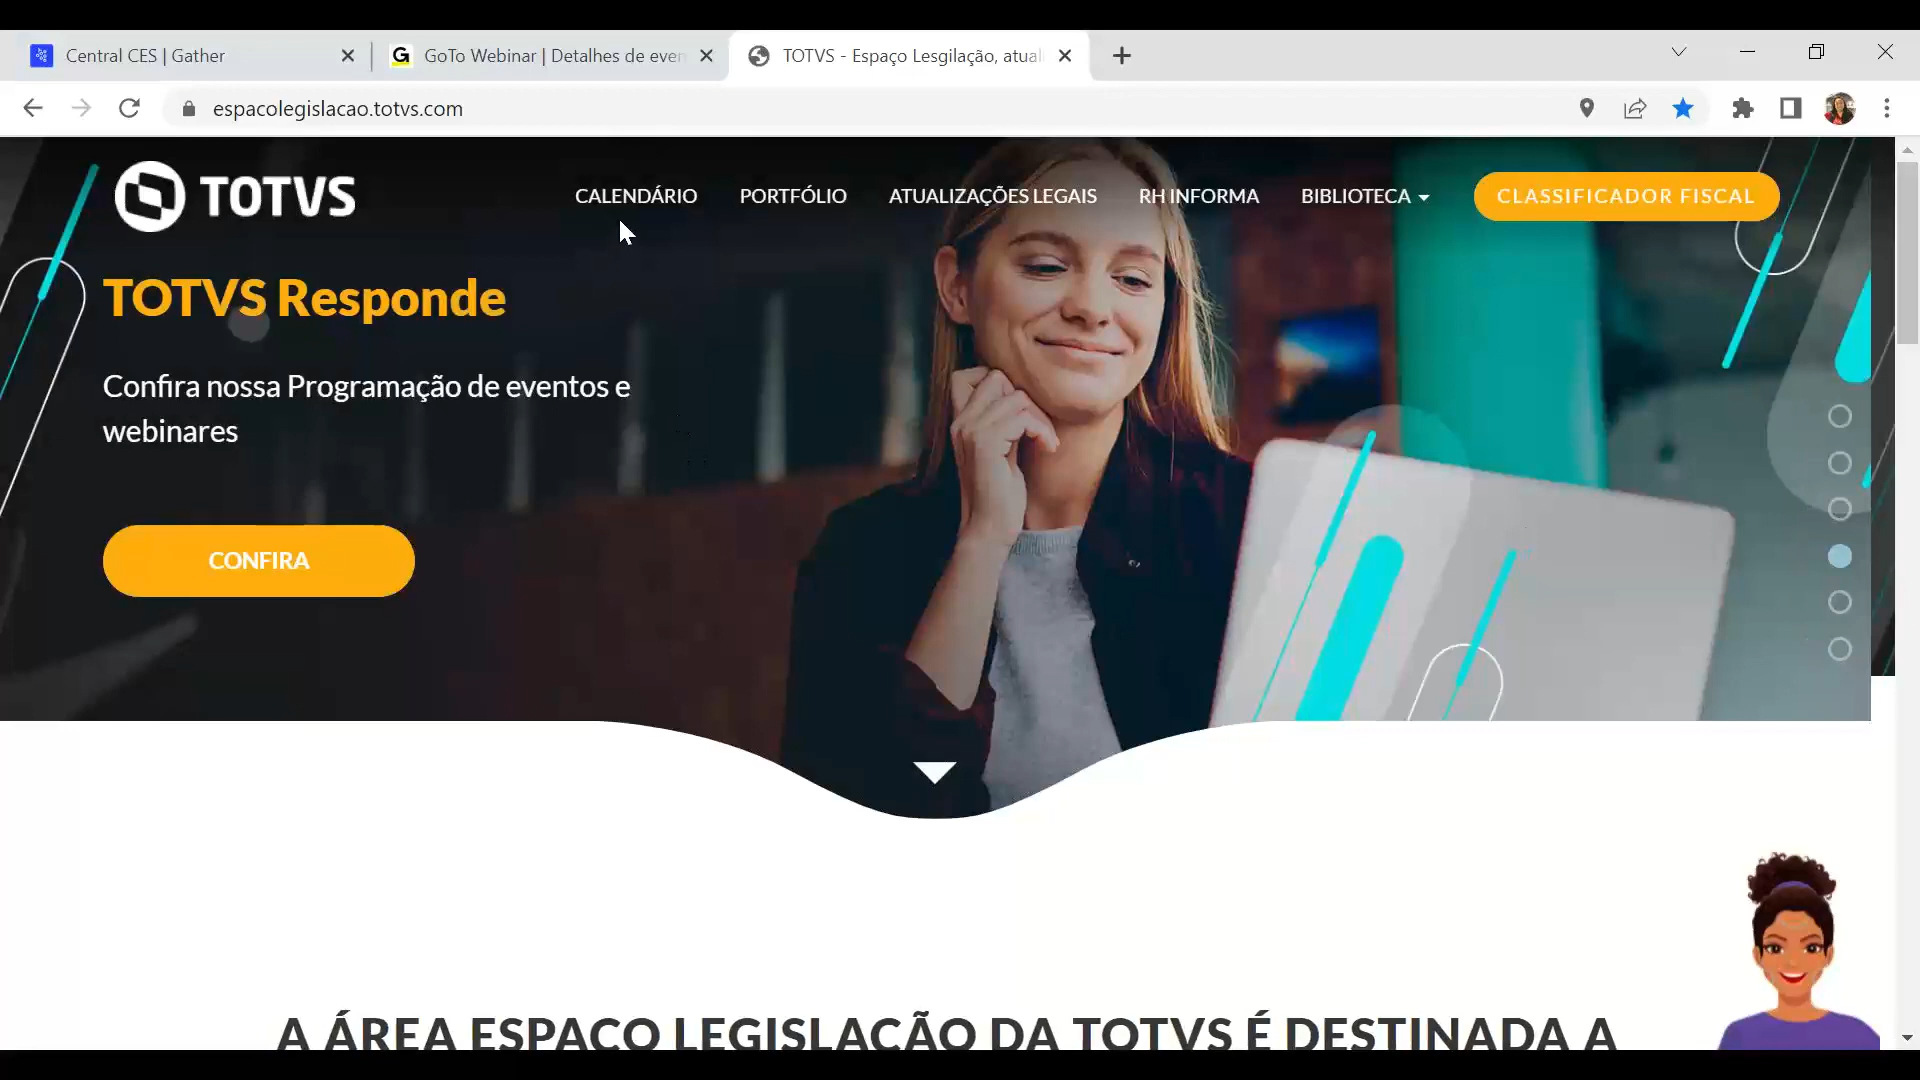 Central CES | Gather
GoTo Webinar | Detalhes de even
TOTVS - Espaço Lesgilação, atual
espacolegislacao.totvs.com
TOTVS
CALENDÁRIO
PORTFÓLIO
ATUALIZAÇÕES LEGAIS
RH INFORMA
BIBLIOTECA
CLASSIFICADOR FISCAL
TOTVS Responde
Confira nossa Programação de eventos e
webinares
CONFIRA
A ÁREA ESPAÇO LEGISLAÇÃO DA TOTVS É DESTINADA A